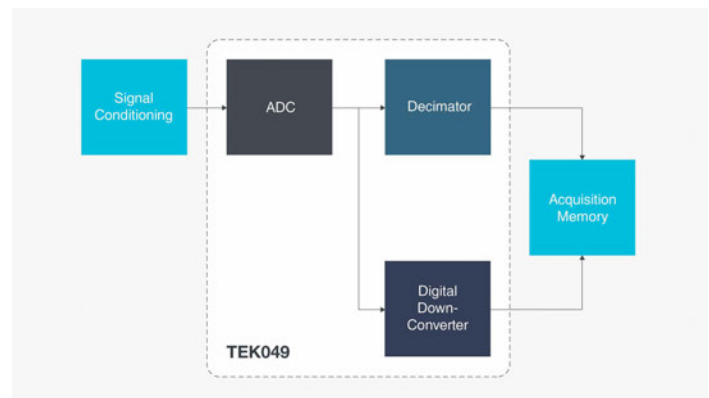 Signal
Conditioning
ADC
Decimator
Acquisition
Memory
Digital
Down-
Converter
TEK049